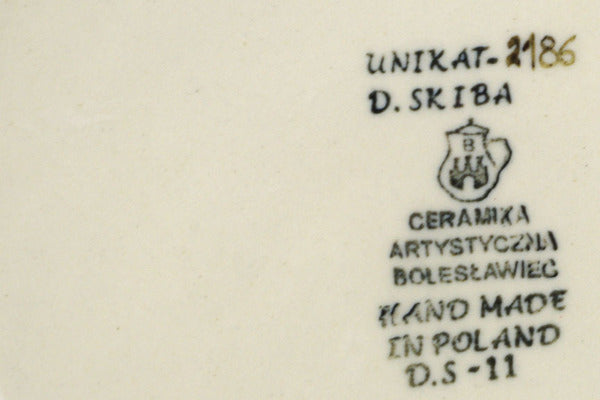 UNIKAT-2186
D. SKIBA
B
CERAMIKA
ARTYSTYCZNA
BOLESŁAWIEC
HAND MADE
IN POLAND
D.S-11